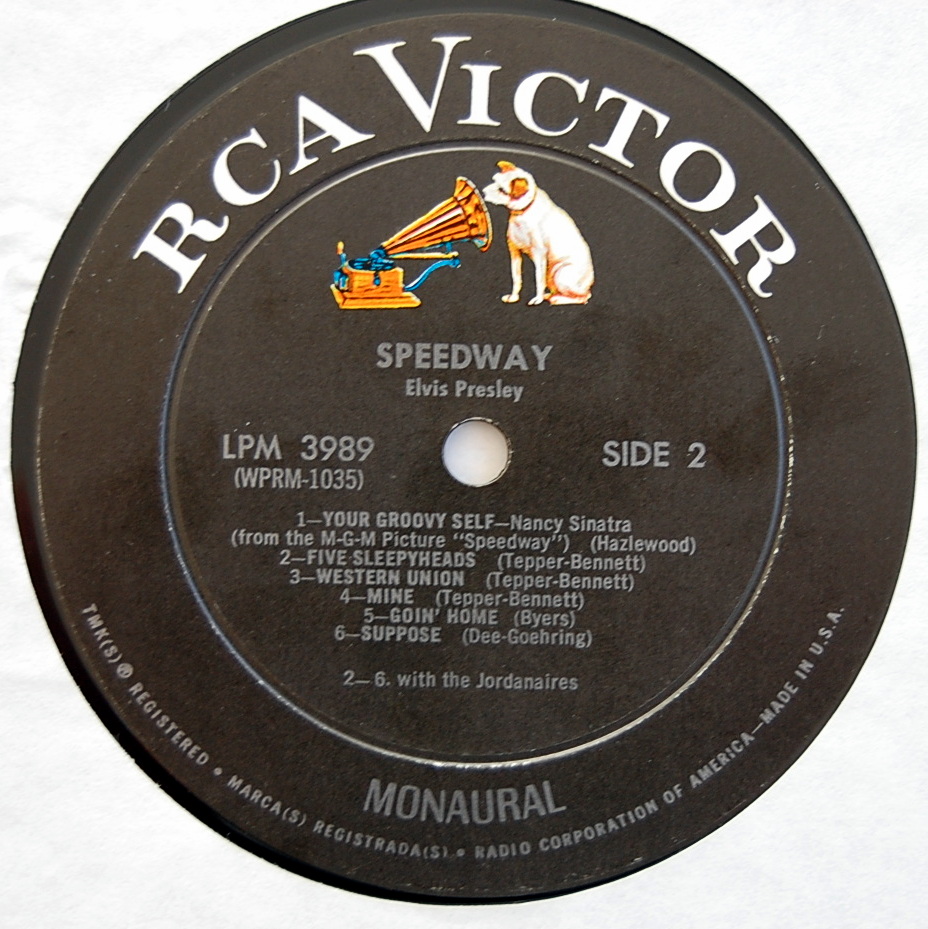 RCA VICTOR
SPEEDWAY
Elvis Presley
LPM 3989
(WPRM-1035)
SIDE 2
1—YOUR GROOVY SELF—Nancy Sinatra
(from the M-G-M Picture "Speedway") (Hazlewood)
2—FIVE SLEEPYHEADS (Tepper-Bennett)
3—WESTERN UNION (Tepper-Bennett)
4—MINE (Tepper-Bennett)
5—GOIN' HOME (Byers)
6—SUPPOSE (Dee-Goehring)
2—6. with the Jordanaires
MONAURAL
TMK(S) ® REGISTERED • MARCA(S) REGISTRADA(S) • RADIO CORPORATION OF AMERICA—MADE IN U.S.A.